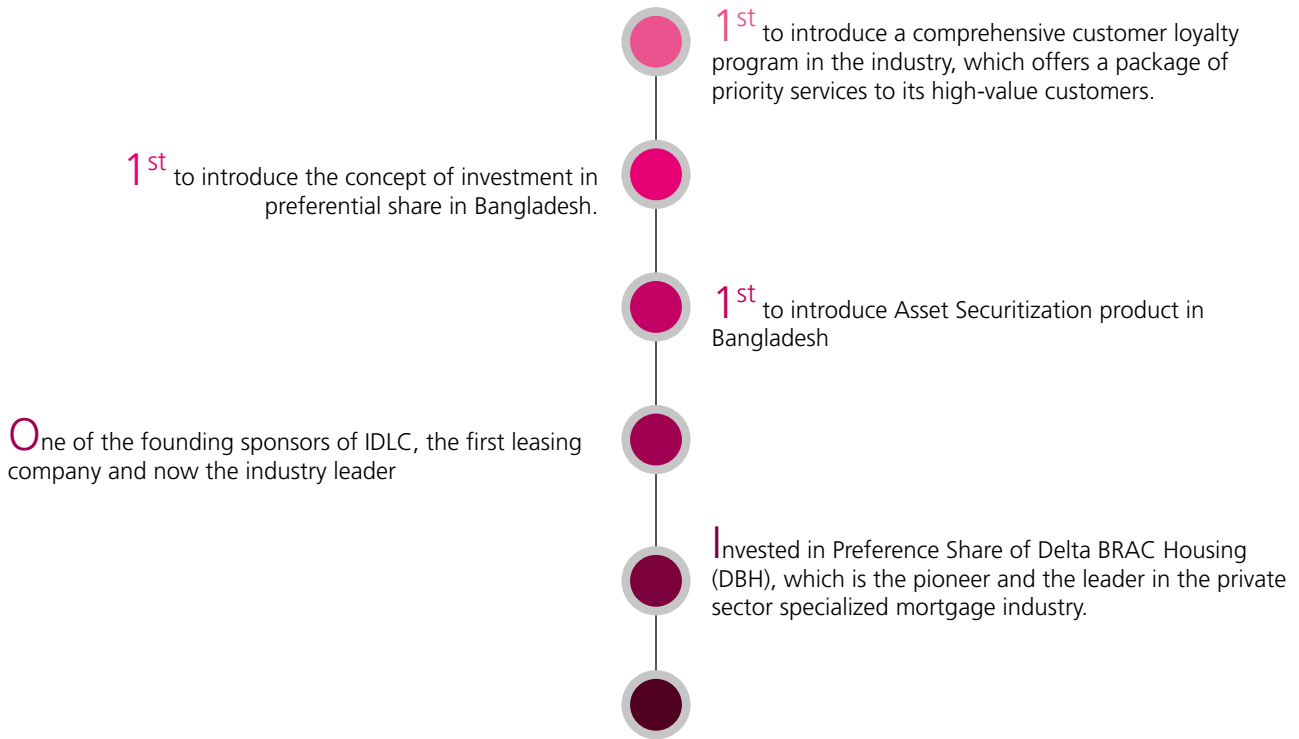 1st to introduce a comprehensive customer loyalty
program in the industry, which offers a package of
priority services to its high-value customers.
1st to introduce the concept of investment in
preferential share in Bangladesh.
1st to introduce Asset Securitization product in
Bangladesh
One of the founding sponsors of IDLC, the first leasing
company and now the industry leader
Invested in Preference Share of Delta BRAC Housing
(DBH), which is the pioneer and the leader in the private
sector specialized mortgage industry.